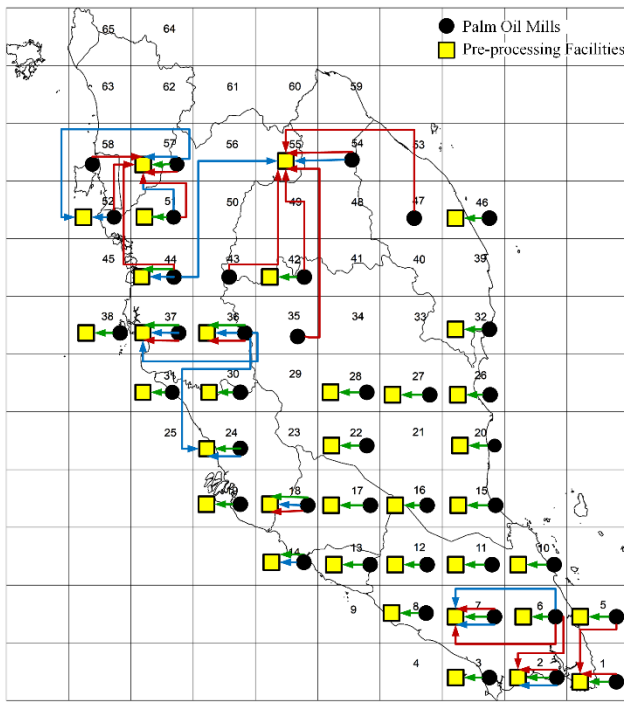 65 64
Palm Oil Mills
Pre-processing Facilities
63 62 61 60 59
58 57 56 55 54 53
52 51 50 49 48 47 46
45 44 43 42 41 40 39
38 37 36 35 34 33 32
31 30 29 28 27 26
25 24 23 22 21 20
19 18 17 16 15
14 13 12 11 10
9 8 7 6 5
4 3 2 1